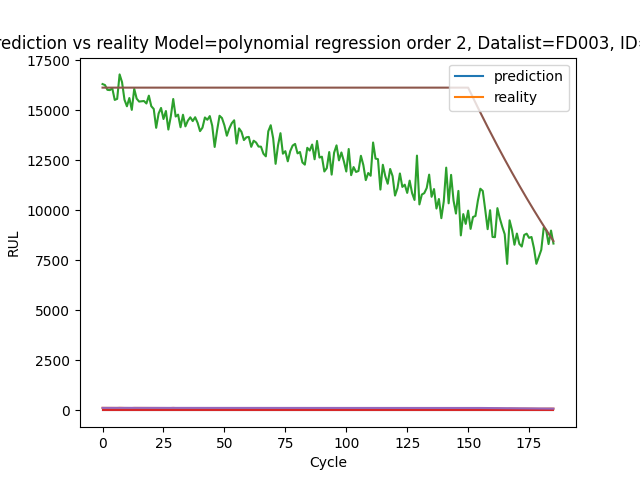 rediction vs reality Model=polynomial regression order 2, Datalist=FD003, ID=
17500
15000
12500
10000
7500
5000
2500
0
RUL
prediction
reality
0 25 50 75 100 125 150 175
Cycle